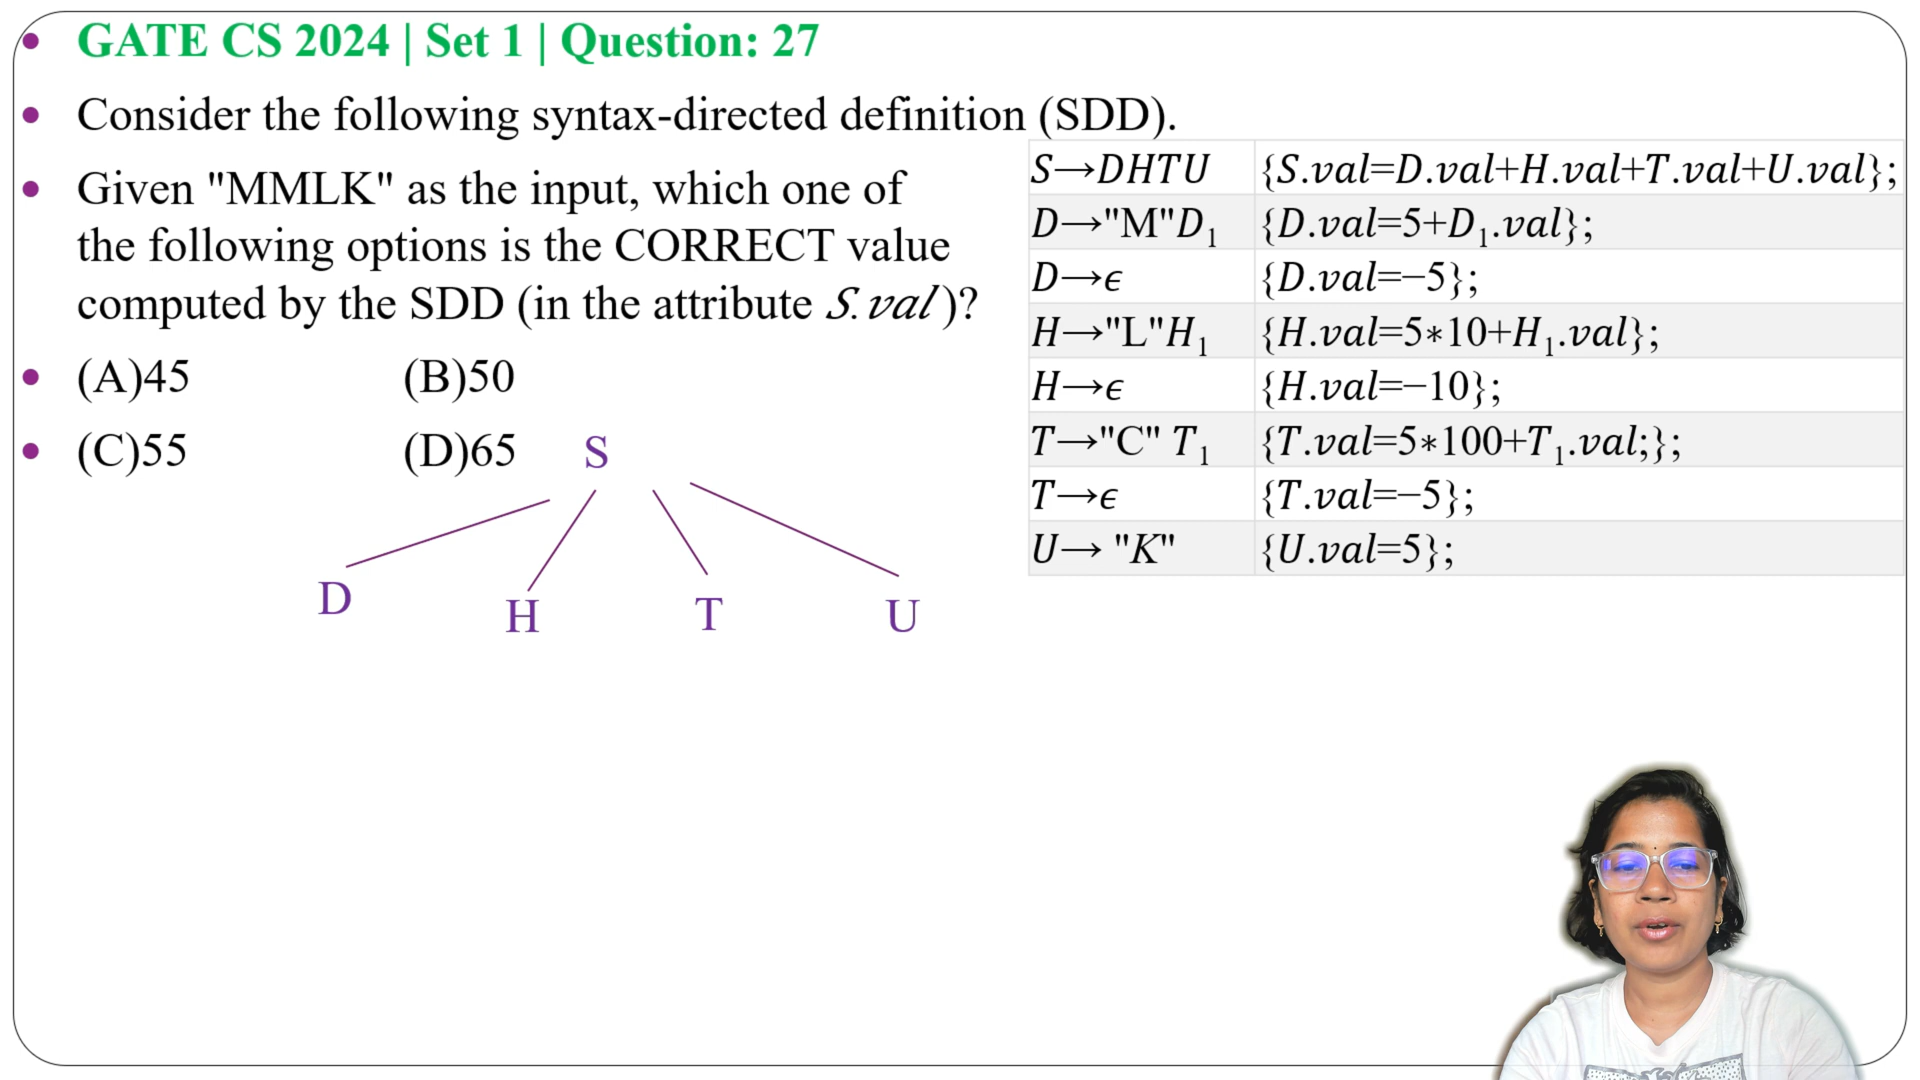 GATE CS 2024 | Set 1 | Question: 27
Consider the following syntax-directed definition (SDD).
Given "MMLK" as the input, which one of
the following options is the CORRECT value
computed by the SDD (in the attribute S.val)?
(A)45 (B)50
(C)55 (D)65
S→DHTU {S.val=D.val+H.val+T.val+U.val};
D→"M"D₁ {D.val=5+D₁.val};
D→ϵ {D.val=−5};
H→"L"H₁ {H.val=5∗10+H₁.val};
H→ϵ {H.val=−10};
T→"C" T₁ {T.val=5∗100+T₁.val;};
T→ϵ {T.val=−5};
U→ "K" {U.val=5};
S
D H T U